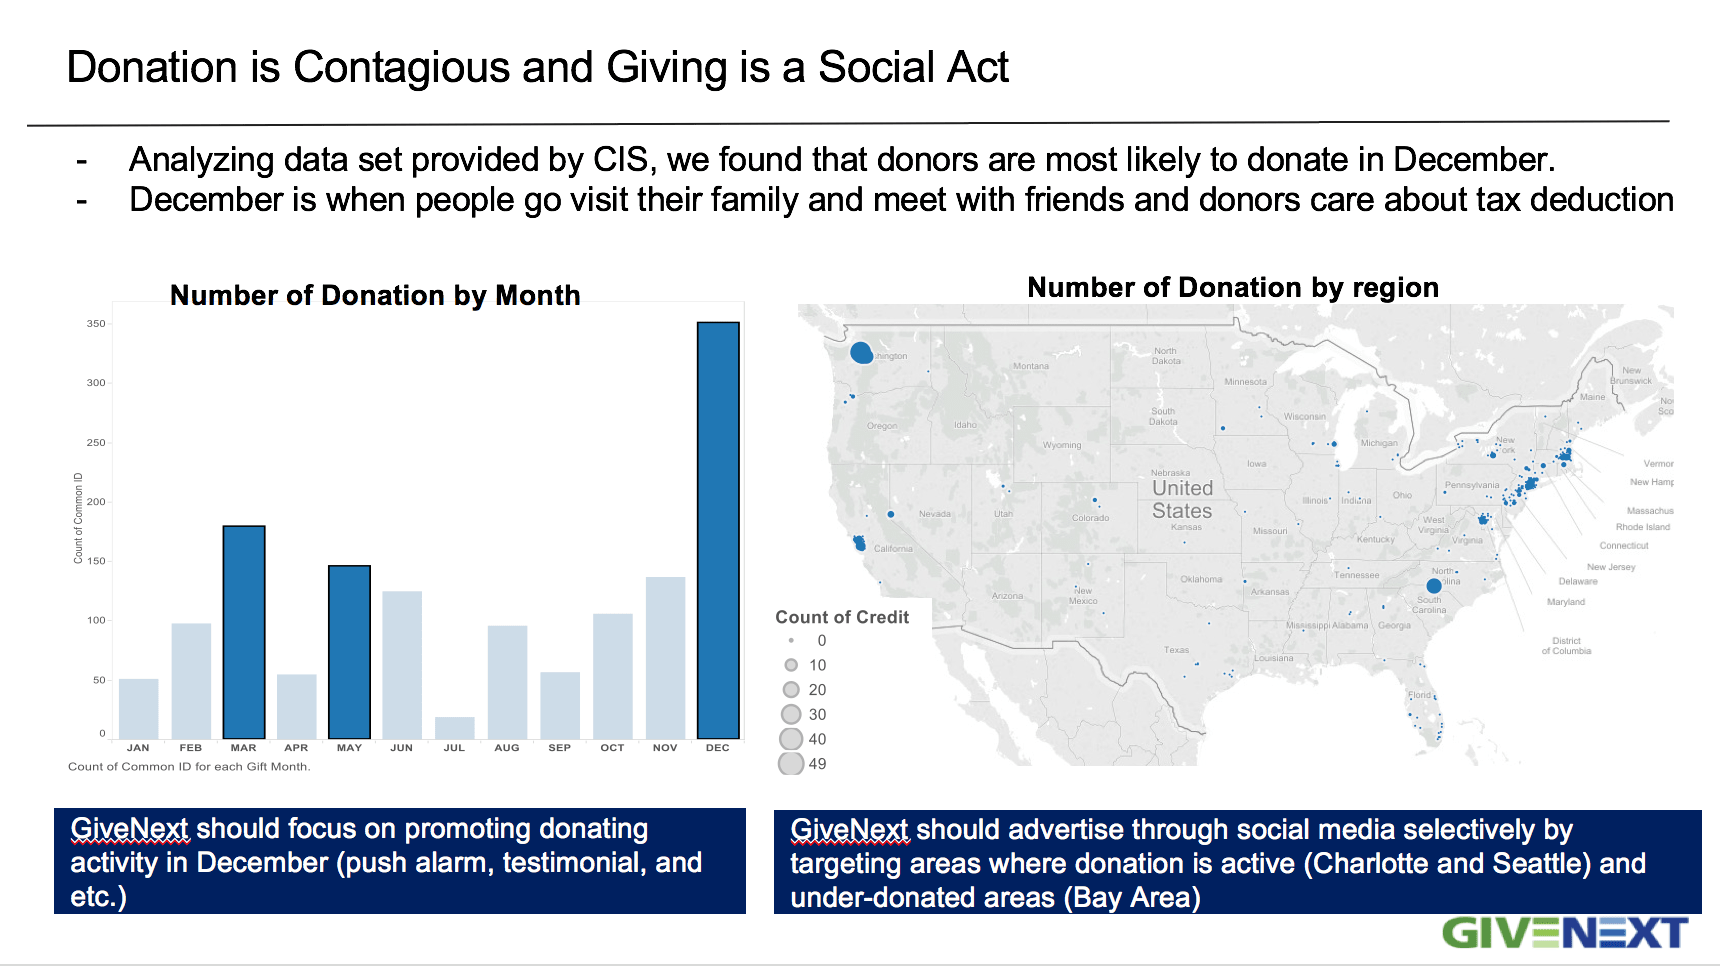 Donation is Contagious and Giving is a Social Act
- Analyzing data set provided by CIS, we found that donors are most likely to donate in December.
- December is when people go visit their family and meet with friends and donors care about tax deduction
Number of Donation by Month
350
300
250
200
150
100
50
0
Count of Common ID
JAN FEB MAR APR MAY JUN JUL AUG SEP OCT NOV DEC
Count of Common ID for each Gift Month.
Number of Donation by region
hington
Montana
North
Dakota
Minnesota
New
Brunswick
Maine
No
Sco
Oregon
Idaho
South
Dakota
Wisconsin
Michigan
New
ork
Wyoming
Vermor
Nebraska
Iowa
New Hamp
United
States
Illinois
Indiana
Ohio
Pennsylvania
Nevada
Utah
Colorado
Kansas
Missouri
West
Virginia
Virginia
Kentucky
Massachus
Rhode Island
Connecticut
California
New Jersey
Delaware
Maryland
Arizona
New
Mexico
Oklahoma
Arkansas
Tennessee
North
olina
South
Carolina
Mississippi
Alabama
Georgia
District
of Columbia
Texas
Louisiana
Florid
Count of Credit
0
10
20
30
40
49
GiveNext should focus on promoting donating
activity in December (push alarm, testimonial, and
etc.)
GiveNext should advertise through social media selectively by
targeting areas where donation is active (Charlotte and Seattle) and
under-donated areas (Bay Area)
GIVENEXT